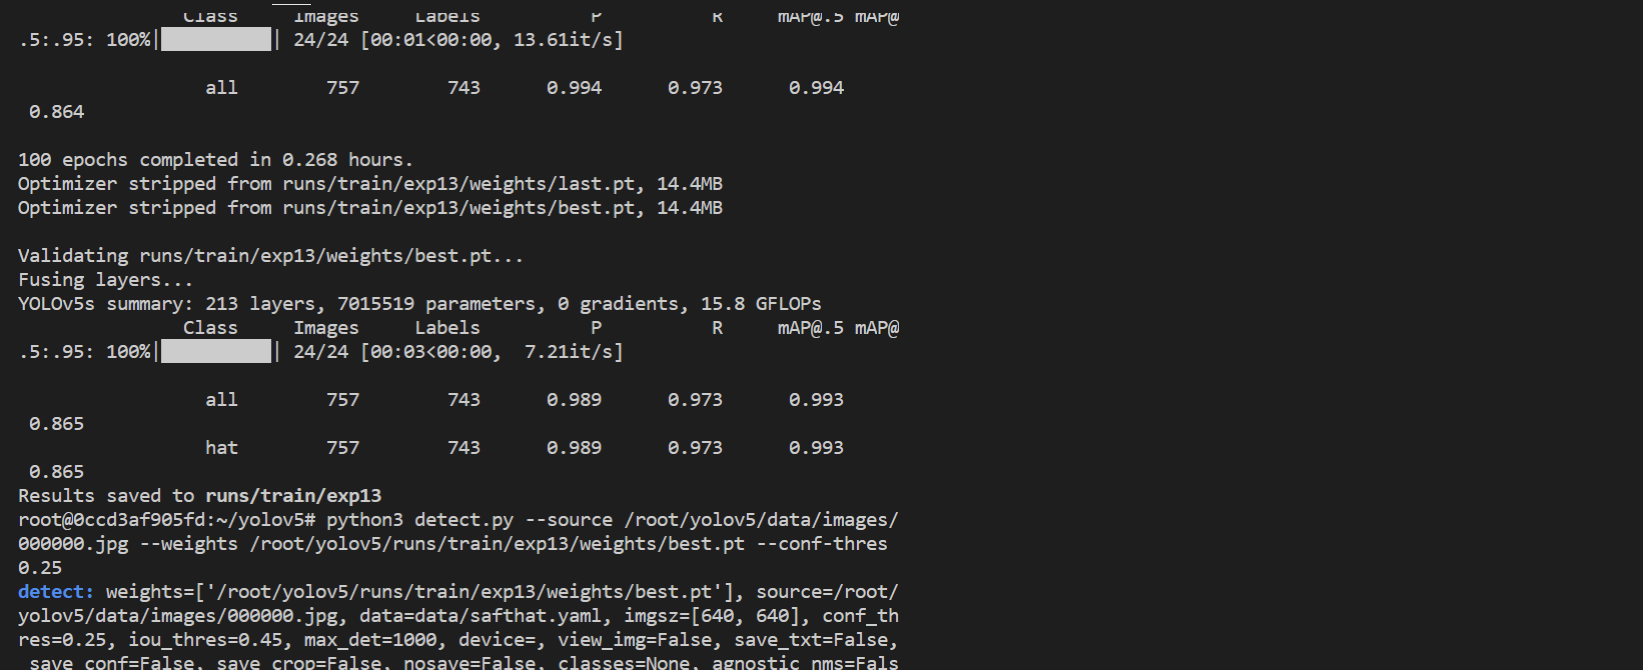 Class Images Labels P R mAP@.5 mAP@
.5:.95: 100%|██████████| 24/24 [00:01<00:00, 13.61it/s]
all 757 743 0.994 0.973 0.994
0.864
100 epochs completed in 0.268 hours.
Optimizer stripped from runs/train/exp13/weights/last.pt, 14.4MB
Optimizer stripped from runs/train/exp13/weights/best.pt, 14.4MB
Validating runs/train/exp13/weights/best.pt...
Fusing layers...
YOLOv5s summary: 213 layers, 7015519 parameters, 0 gradients, 15.8 GFLOPs
Class Images Labels P R mAP@.5 mAP@
.5:.95: 100%|██████████| 24/24 [00:03<00:00, 7.21it/s]
all 757 743 0.989 0.973 0.993
0.865
hat 757 743 0.989 0.973 0.993
0.865
Results saved to runs/train/exp13
root@0ccd3af905fd:~/yolov5# python3 detect.py --source /root/yolov5/data/images/
000000.jpg --weights /root/yolov5/runs/train/exp13/weights/best.pt --conf-thres
0.25
detect: weights=['/root/yolov5/runs/train/exp13/weights/best.pt'], source=/root/
yolov5/data/images/000000.jpg, data=data/safthat.yaml, imgsz=[640, 640], conf_th
res=0.25, iou_thres=0.45, max_det=1000, device=, view_img=False, save_txt=False,
save_conf=False, save_crop=False, nosave=False, classes=None, agnostic_nms=Fals